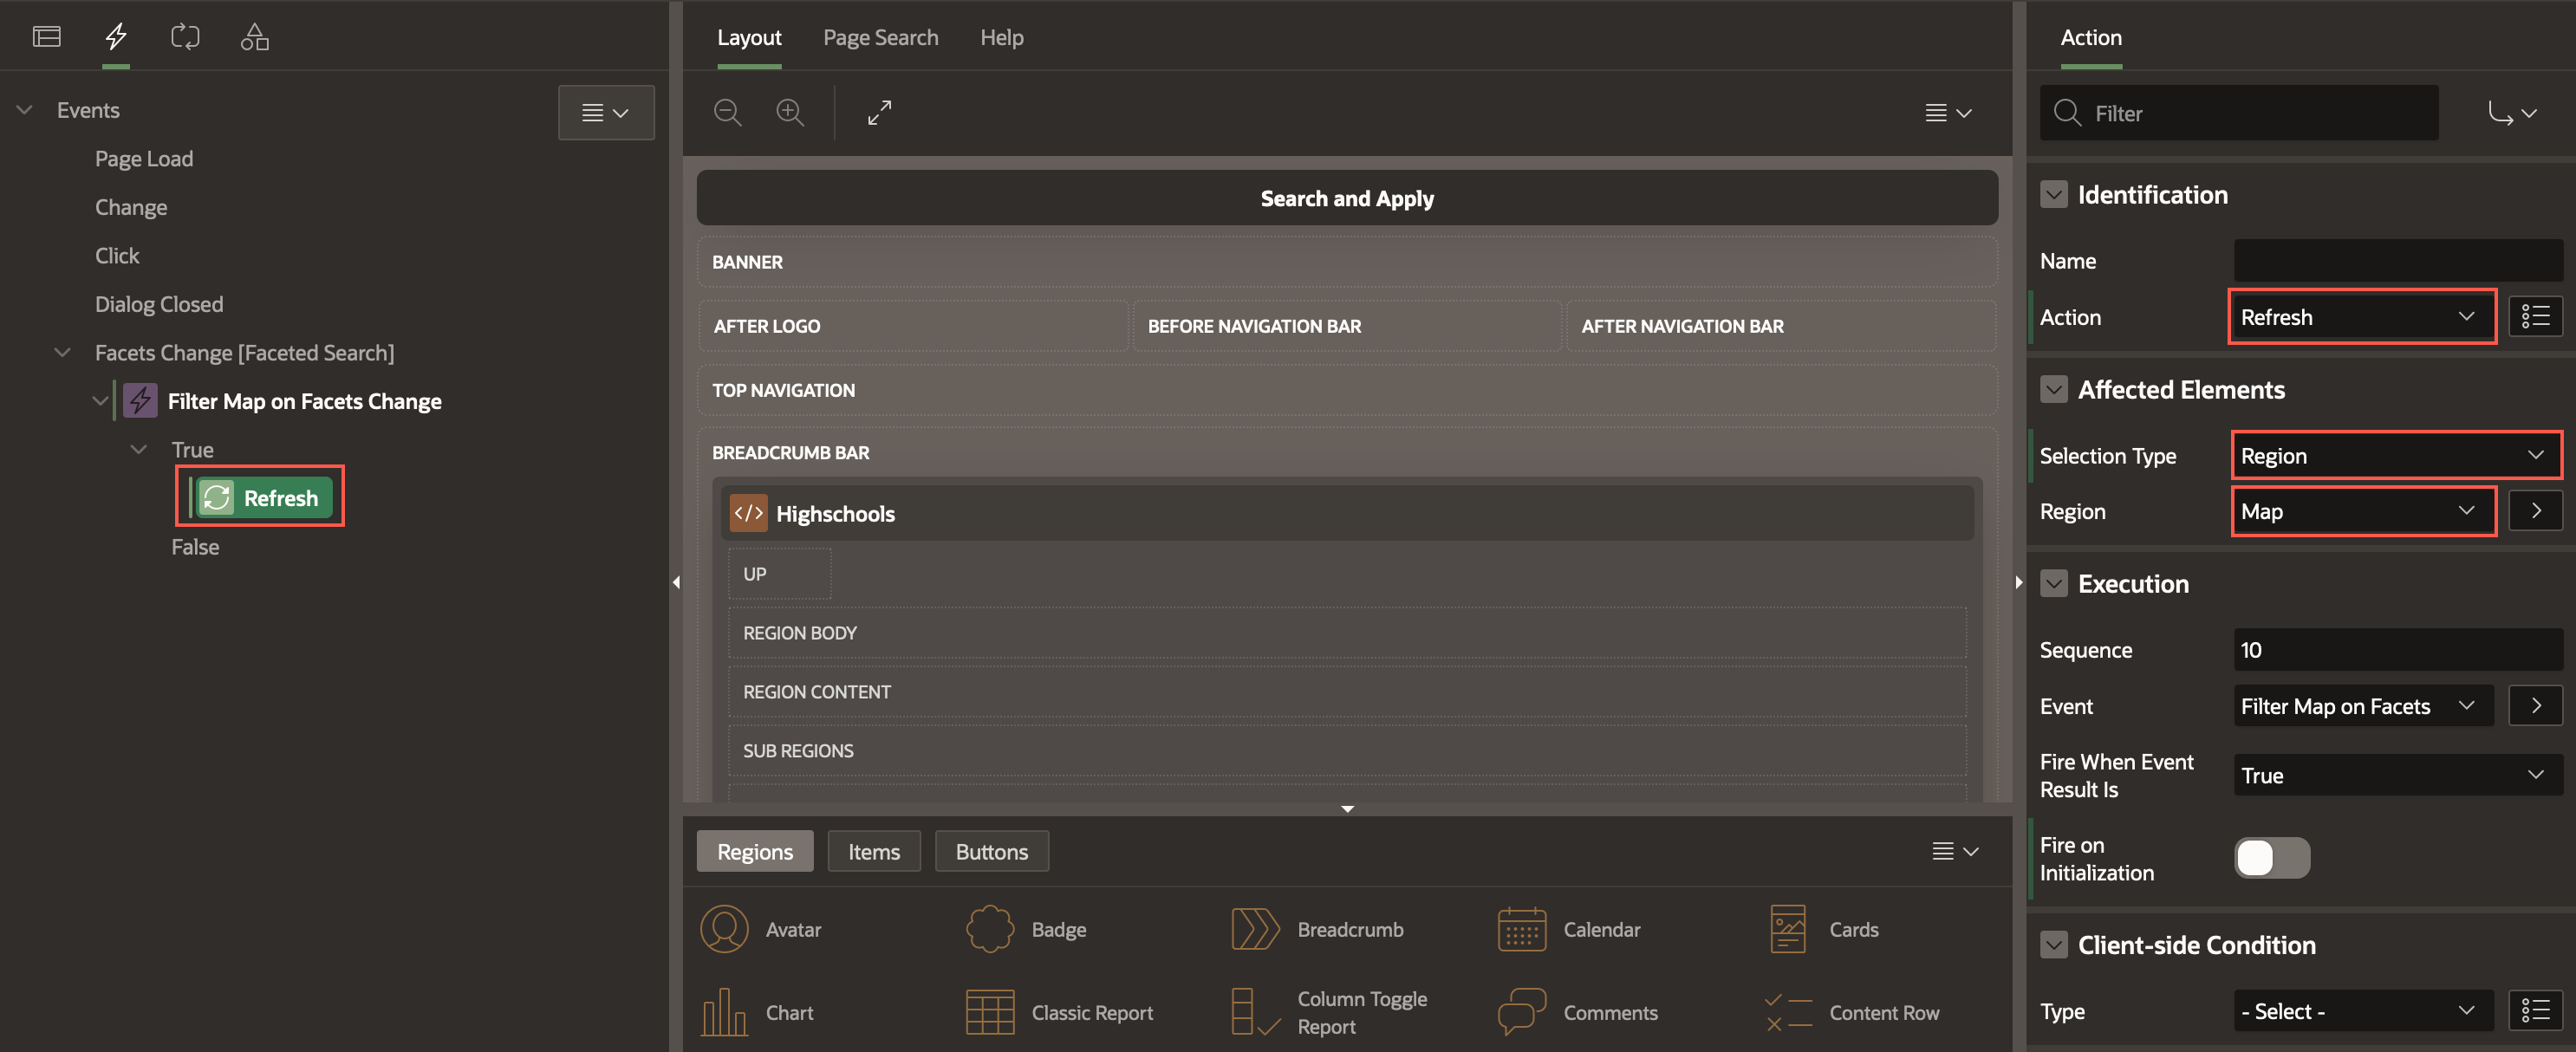 Events
Page Load
Change
Click
Dialog Closed
Facets Change [Faceted Search]
Filter Map on Facets Change
True
Refresh
False
Layout
Page Search
Help
Search and Apply
BANNER
AFTER LOGO
BEFORE NAVIGATION BAR
AFTER NAVIGATION BAR
TOP NAVIGATION
BREADCRUMB BAR
Highschools
UP
REGION BODY
REGION CONTENT
SUB REGIONS
Regions
Items
Buttons
Avatar
Badge
Breadcrumb
Calendar
Cards
Chart
Classic Report
Column Toggle
Report
Comments
Content Row
Action
Filter
Identification
Name
Action
Refresh
Affected Elements
Selection Type
Region
Region
Map
Execution
Sequence
10
Event
Filter Map on Facets
Fire When Event
Result Is
True
Fire on
Initialization
Client-side Condition
Type
- Select -